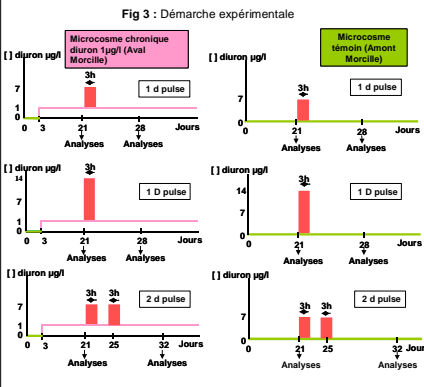 Fig 3 : Démarche expérimentale
Microcosme chronique
diuron 1µg/l (Aval
Morcille)
Microcosme
témoin (Amont
Morcille)
[ ] diuron µg/l
3h
1 d pulse
7
1
0
0 3 21 28 Jours
Analyses Analyses
[ ] diuron µg/l
3h
1 d pulse
7
0
0 21 28 Jours
Analyses Analyses
[ ] diuron µg/l
3h
14
1 D pulse
7
1
0
0 3 21 28 Jours
Analyses Analyses
[ ] diuron µg/l
3h
14
1 D pulse
7
0
0 21 28 Jours
Analyses Analyses
[ ] diuron µg/l
3h 3h
2 d pulse
7
1
0
0 3 21 25 32 Jours
Analyses Analyses
[ ] diuron µg/l
3h 3h
2 d pulse
7
0
0 21 25 32 Jour
Analyses Analyses